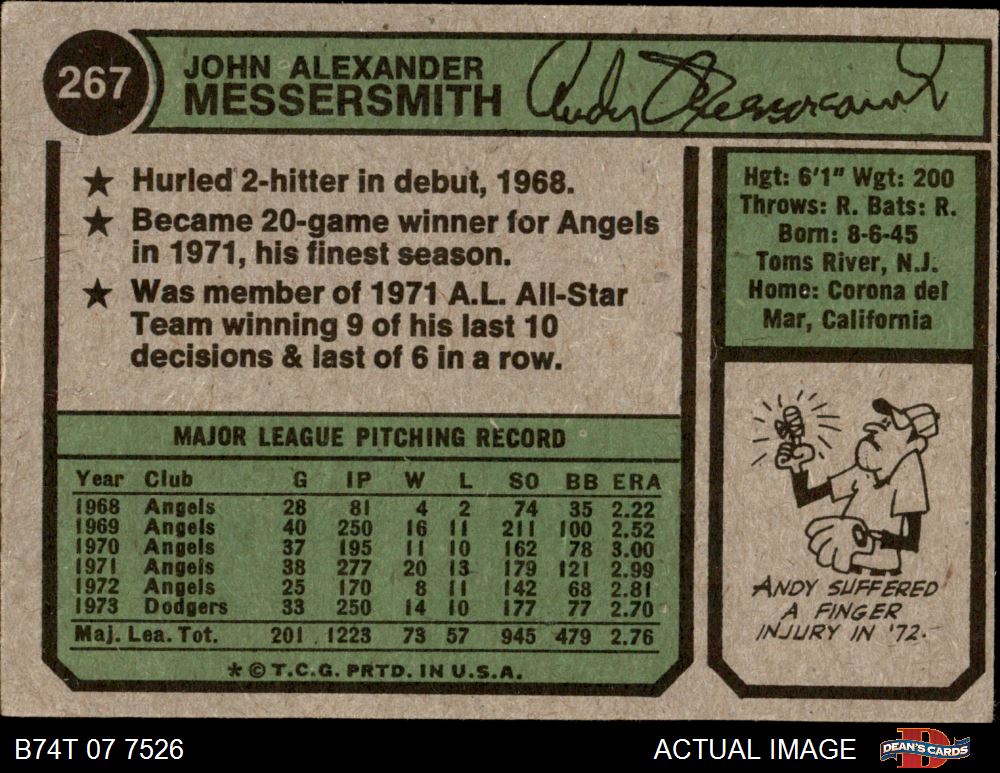 267
JOHN ALEXANDER
MESSERSMITH
Andy Messersmith
★ Hurled 2-hitter in debut, 1968.
★ Became 20-game winner for Angels
in 1971, his finest season.
★ Was member of 1971 A.L. All-Star
Team winning 9 of his last 10
decisions & last of 6 in a row.
Hgt: 6'1" Wgt: 200
Throws: R. Bats: R.
Born: 8-6-45
Toms River, N.J.
Home: Corona del
Mar, California
MAJOR LEAGUE PITCHING RECORD
Year Club G IP W L SO BB ERA
1968 Angels 28 81 4 2 74 35 2.22
1969 Angels 40 250 16 11 211 100 2.52
1970 Angels 37 195 11 10 162 78 3.00
1971 Angels 38 277 20 13 179 121 2.99
1972 Angels 25 170 8 11 142 68 2.81
1973 Dodgers 33 250 14 10 177 77 2.70
Maj. Lea. Tot. 201 1223 73 57 945 479 2.76
* © T.C.G. PRTD. IN U.S.A.
ANDY SUFFERED
A FINGER
INJURY IN '72.
B74T 07 7526
ACTUAL IMAGE
DEAN'S CARDS